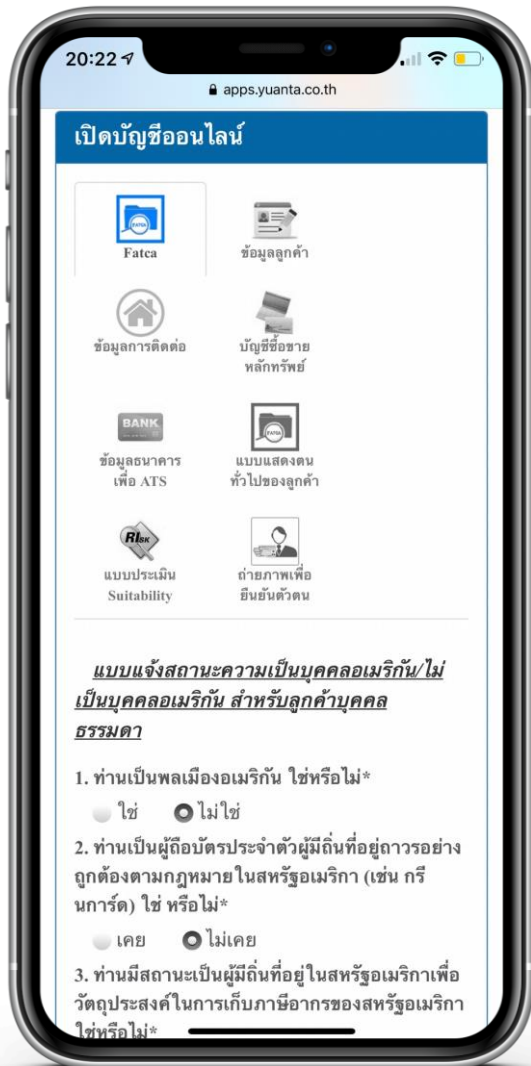 20:22
apps.yuanta.co.th
เปิดบัญชีออนไลน์
FATCA
Fatca
ข้อมูลลูกค้า
ข้อมูลการติดต่อ
บัญชีซื้อขาย
หลักทรัพย์
BANK
ข้อมูลธนาคาร
เพื่อ ATS
FATCA
แบบแสดงตน
ทั่วไปของลูกค้า
RISK
แบบประเมิน
Suitability
ถ่ายภาพเพื่อ
ยืนยันตัวตน
แบบแจ้งสถานะความเป็นบุคคลอเมริกัน/ไม่
เป็นบุคคลอเมริกัน สำหรับลูกค้าบุคคล
ธรรมดา
1. ท่านเป็นพลเมืองอเมริกัน ใช่หรือไม่*
ใช่ ไม่ใช่
2. ท่านเป็นผู้ถือบัตรประจำตัวผู้มีถิ่นที่อยู่ถาวรอย่าง
ถูกต้องตามกฎหมายในสหรัฐอเมริกา (เช่น กรี
นการ์ด) ใช่ หรือไม่*
เคย ไม่เคย
3. ท่านมีสถานะเป็นผู้มีถิ่นที่อยู่ในสหรัฐอเมริกาเพื่อ
วัตถุประสงค์ในการเก็บภาษีอากรของสหรัฐอเมริกา
ใช่หรือไม่*